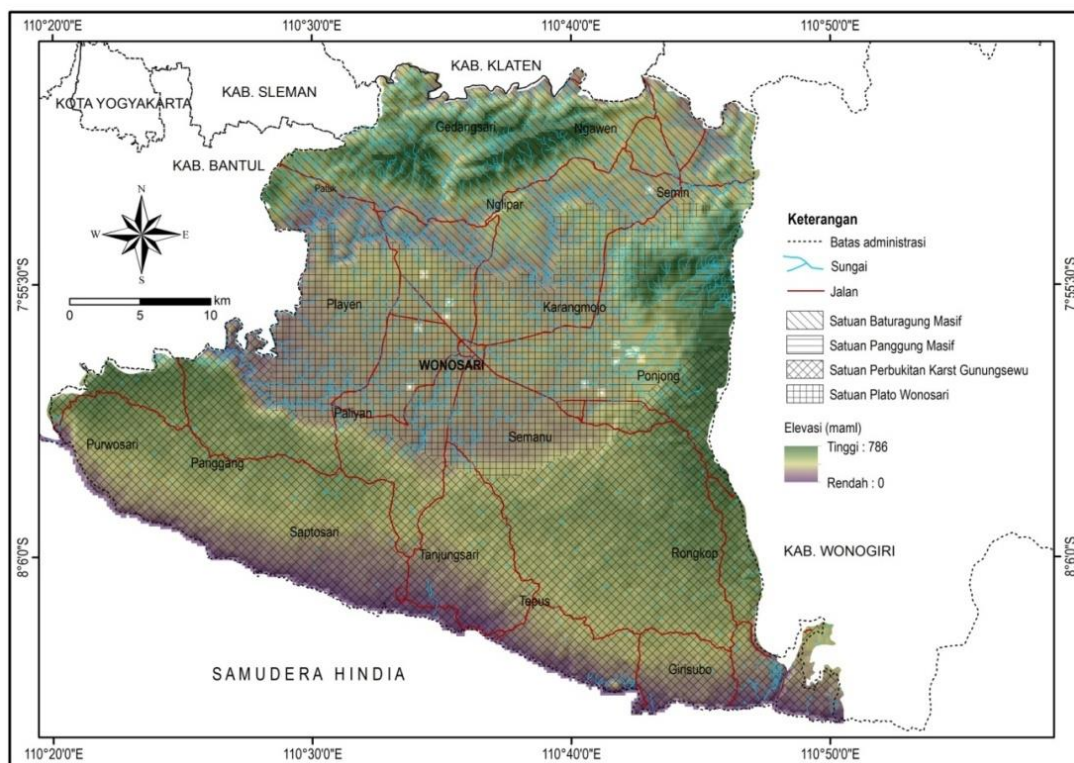 110°20'0"E 110°30'0"E 110°40'0"E 110°50'0"E
KAB. KLATEN
KAB. SLEMAN
KOTA YOGYAKARTA
Gedangsari
Ngawen
KAB. BANTUL
Patuk
Semin
Nglipar
N
W E
S
Keterangan
Batas administrasi
Sungai
Jalan
7°55'30"S
7°55'30"S
km
0 5 10
Playen
Karangmojo
Satuan Baturagung Masif
Satuan Panggung Masif
Satuan Perbukitan Karst Gunungsewu
Satuan Plato Wonosari
WONOSARI
Ponjong
Paliyan
Semanu
Elevasi (maml)
Tinggi : 786
Rendah : 0
Purwosari
Panggang
Saptosari
Tanjungsari
Rongkop
KAB. WONOGIRI
8°6'0"S
8°6'0"S
Tepus
Girisubo
SAMUDERA HINDIA
110°20'0"E 110°30'0"E 110°40'0"E 110°50'0"E